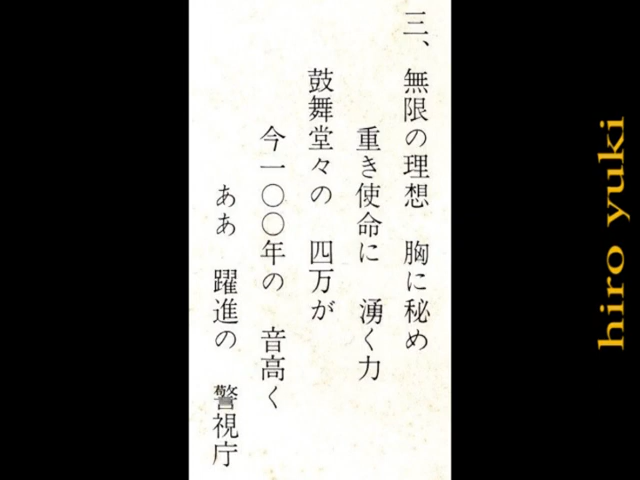 三、無限の理想　胸に秘め
重き使命に　湧く力
鼓舞堂々の　四万が
今一〇〇年の　音高く
ああ　躍進の　警視庁
hiro yuki